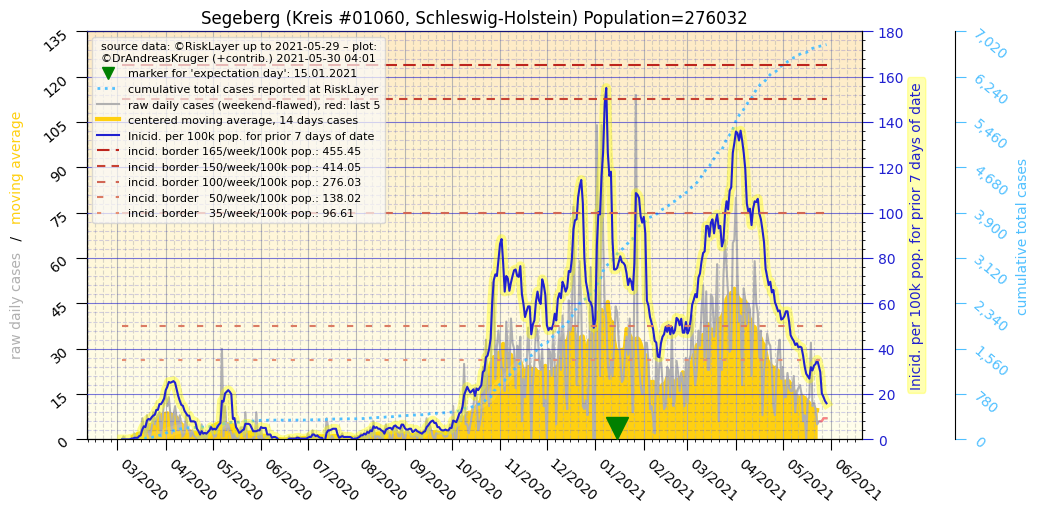 Segeberg (Kreis #01060, Schleswig-Holstein) Population=276032
source data: ©RiskLayer up to 2021-05-29 – plot:
©DrAndreasKruger (+contrib.) 2021-05-30 04:01
marker for 'expectation day': 15.01.2021
cumulative total cases reported at RiskLayer
raw daily cases (weekend-flawed), red: last 5
centered moving average, 14 days cases
Inicid. per 100k pop. for prior 7 days of date
incid. border 165/week/100k pop.: 455.45
incid. border 150/week/100k pop.: 414.05
incid. border 100/week/100k pop.: 276.03
incid. border 50/week/100k pop.: 138.02
incid. border 35/week/100k pop.: 96.61
raw daily cases / moving average
135
120
105
90
75
60
45
30
15
0
180
160
140
120
100
80
60
40
20
0
Inicid. per 100k pop. for prior 7 days of date
7,020
6,240
5,460
4,680
3,900
3,120
2,340
1,560
780
0
cumulative total cases
03/2020
04/2020
05/2020
06/2020
07/2020
08/2020
09/2020
10/2020
11/2020
12/2020
01/2021
02/2021
03/2021
04/2021
05/2021
06/2021